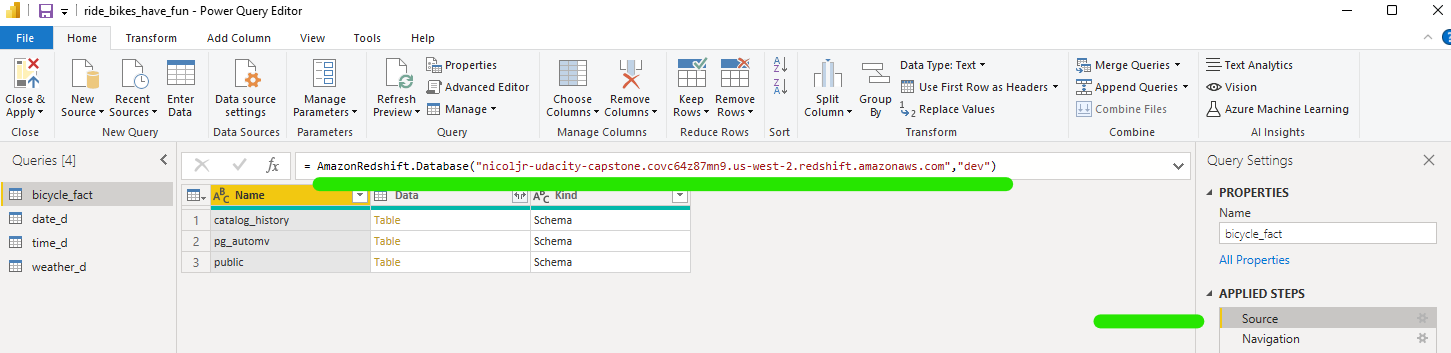 ride_bikes_have_fun - Power Query Editor
File Home Transform Add Column View Tools Help
Close & Apply
Close
New Source
Recent Sources
Enter Data
New Query
Data source settings
Data Sources
Manage Parameters
Parameters
Refresh Preview
Properties
Advanced Editor
Manage
Query
Choose Columns
Remove Columns
Manage Columns
Keep Rows
Remove Rows
Reduce Rows
Sort
Split Column
Group By
Data Type: Text
Use First Row as Headers
Replace Values
Transform
Merge Queries
Append Queries
Combine Files
Combine
Text Analytics
Vision
Azure Machine Learning
AI Insights
Queries [4]
bicycle_fact
date_d
time_d
weather_d
= AmazonRedshift.Database("nicoljr-udacity-capstone.covc64z87mn9.us-west-2.redshift.amazonaws.com","dev")
Name Data Kind
1 catalog_history Table Schema
2 pg_automv Table Schema
3 public Table Schema
Query Settings
PROPERTIES
Name
bicycle_fact
All Properties
APPLIED STEPS
Source
Navigation